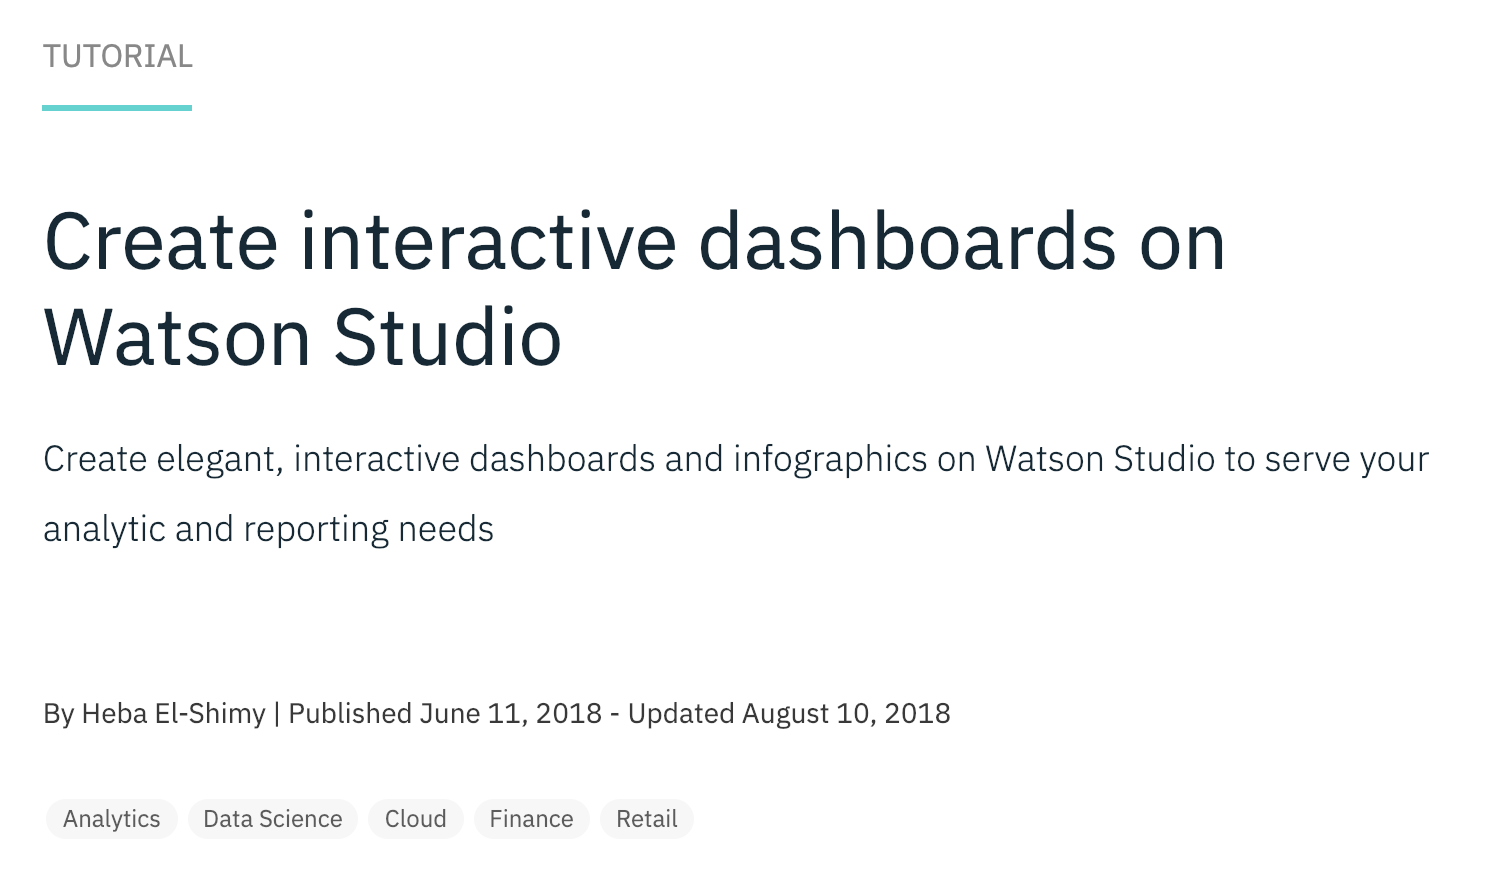 TUTORIAL
Create interactive dashboards on
Watson Studio
Create elegant, interactive dashboards and infographics on Watson Studio to serve your
analytic and reporting needs
By Heba El-Shimy | Published June 11, 2018 - Updated August 10, 2018
Analytics Data Science Cloud Finance Retail